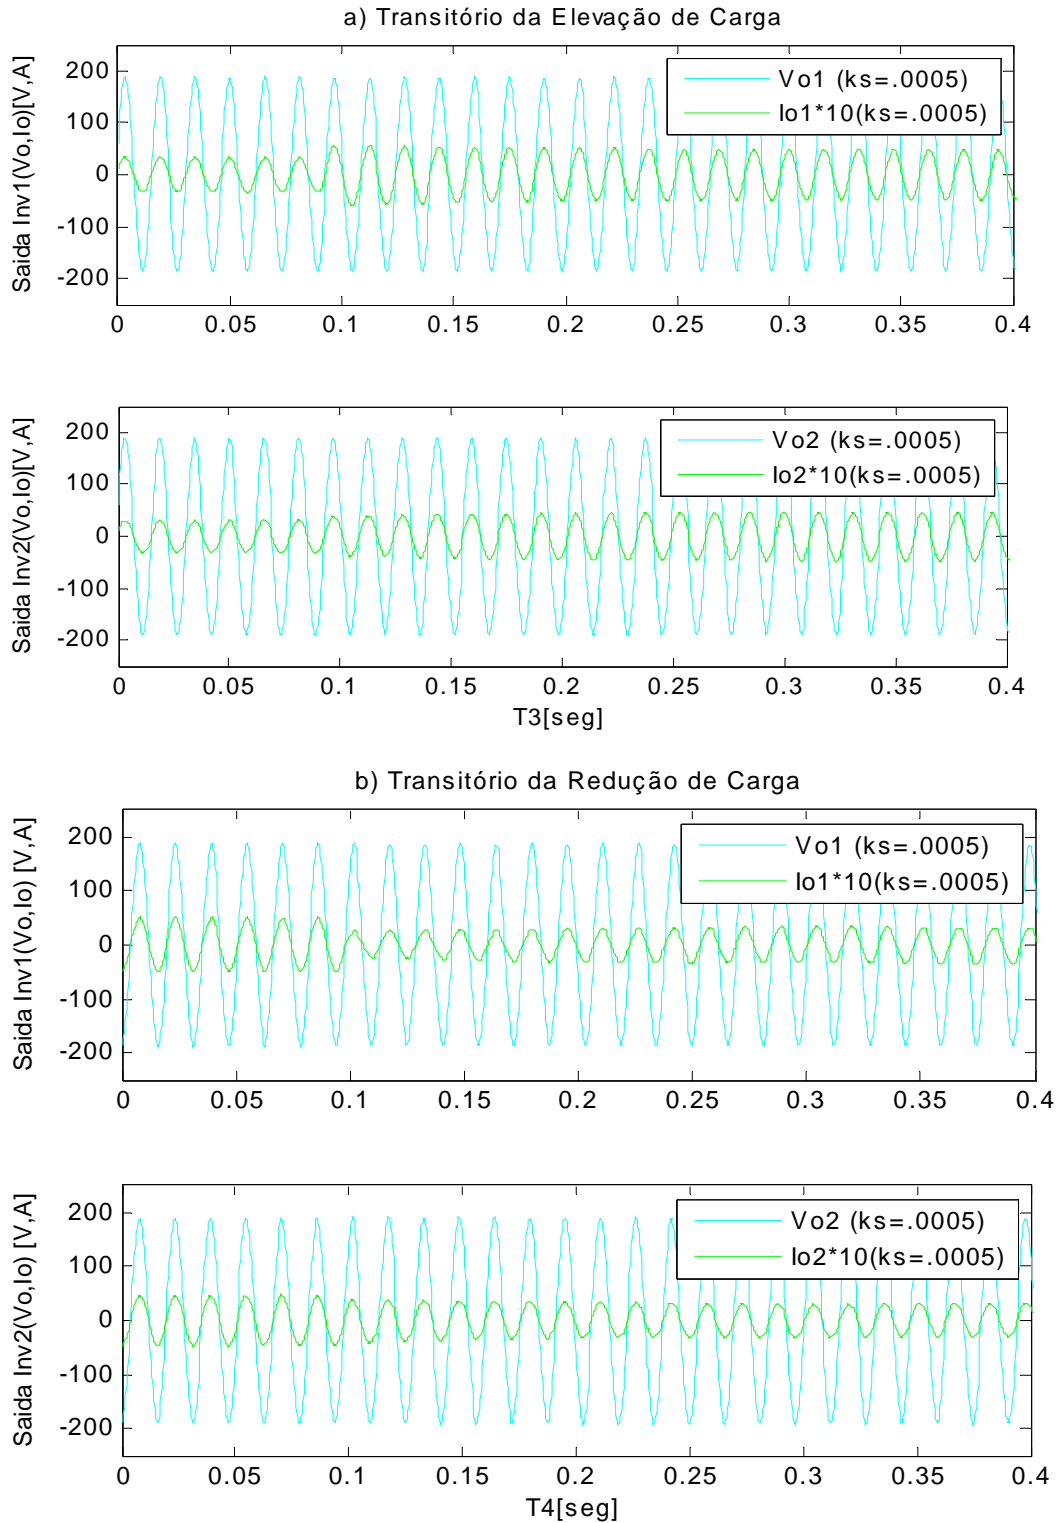 a) Transitório da Elevação de Carga
Saida Inv1(Vo,Io)[V,A]
200
100
0
-100
-200
Vo1 (ks=.0005)
Io1*10(ks=.0005)
0 0.05 0.1 0.15 0.2 0.25 0.3 0.35 0.4
Saida Inv2(Vo,Io)[V,A]
200
100
0
-100
-200
Vo2 (ks=.0005)
Io2*10(ks=.0005)
0 0.05 0.1 0.15 0.2 0.25 0.3 0.35 0.4
T3[seg]
b) Transitório da Redução de Carga
Saida Inv1(Vo,Io) [V,A]
200
100
0
-100
-200
Vo1 (ks=.0005)
Io1*10(ks=.0005)
0 0.05 0.1 0.15 0.2 0.25 0.3 0.35 0.4
Saida Inv2(Vo,Io) [V,A]
200
100
0
-100
-200
Vo2 (ks=.0005)
Io2*10(ks=.0005)
0 0.05 0.1 0.15 0.2 0.25 0.3 0.35 0.4
T4[seg]